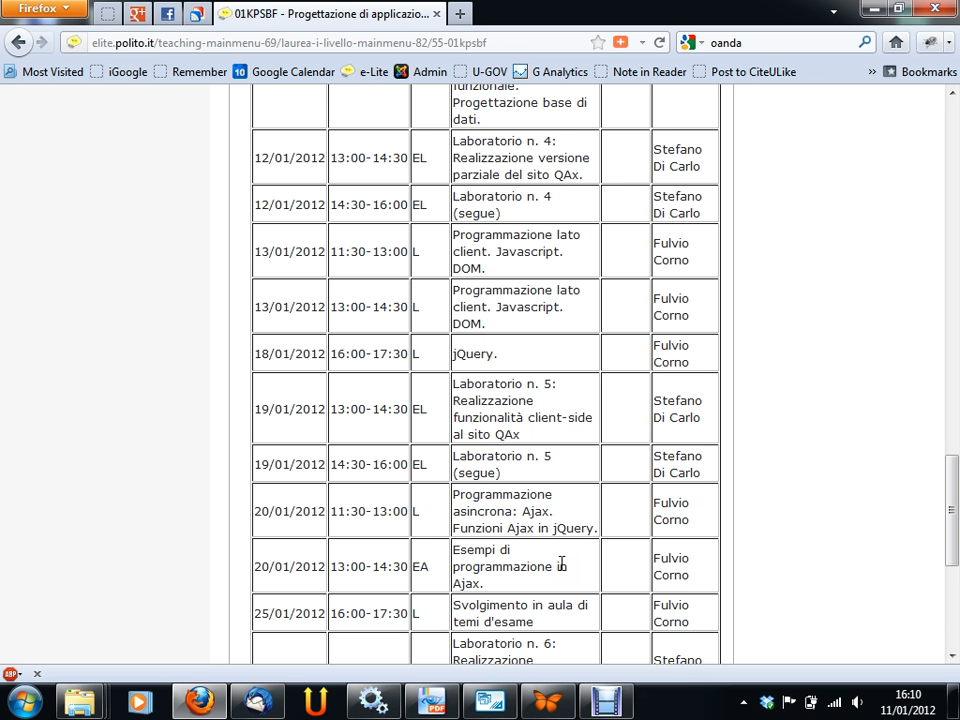 Firefox
01KPSBF - Progettazione di applicazio...
elite.polito.it/teaching-mainmenu-69/laurea-i-livello-mainmenu-82/55-01kpsbf
oanda
Most Visited iGoogle Remember 10 Google Calendar e-Lite Admin U-GOV G Analytics Note in Reader Post to CiteULike » Bookmarks
funzionale.
Progettazione base di
dati.
12/01/2012 13:00-14:30 EL
Laboratorio n. 4:
Realizzazione versione
parziale del sito QAx.
Stefano
Di Carlo
12/01/2012 14:30-16:00 EL
Laboratorio n. 4
(segue)
Stefano
Di Carlo
13/01/2012 11:30-13:00 L
Programmazione lato
client. Javascript.
DOM.
Fulvio
Corno
13/01/2012 13:00-14:30 L
Programmazione lato
client. Javascript.
DOM.
Fulvio
Corno
18/01/2012 16:00-17:30 L
jQuery.
Fulvio
Corno
19/01/2012 13:00-14:30 EL
Laboratorio n. 5:
Realizzazione
funzionalità client-side
al sito QAx
Stefano
Di Carlo
19/01/2012 14:30-16:00 EL
Laboratorio n. 5
(segue)
Stefano
Di Carlo
20/01/2012 11:30-13:00 L
Programmazione
asincrona: Ajax.
Funzioni Ajax in jQuery.
Fulvio
Corno
20/01/2012 13:00-14:30 EA
Esempi di
programmazione in
Ajax.
Fulvio
Corno
25/01/2012 16:00-17:30 L
Svolgimento in aula di
temi d'esame
Fulvio
Corno
Laboratorio n. 6:
Realizzazione
Stefano
ABP
PDF
16:10
11/01/2012